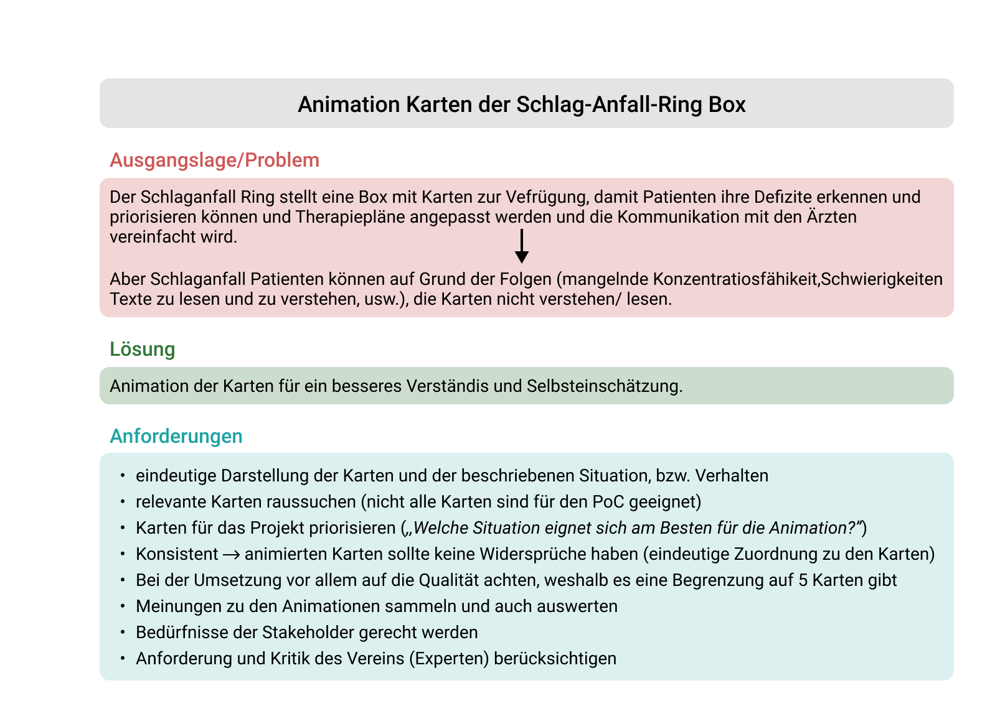 Animation Karten der Schlag-Anfall-Ring Box
Ausgangslage/Problem
Der Schlaganfall Ring stellt eine Box mit Karten zur Vefrügung, damit Patienten ihre Defizite erkennen und
priorisieren können und Therapiepläne angepasst werden und die Kommunikation mit den Ärzten
vereinfacht wird.
Aber Schlaganfall Patienten können auf Grund der Folgen (mangelnde Konzentratiosfähikeit,Schwierigkeiten
Texte zu lesen und zu verstehen, usw.), die Karten nicht verstehen/ lesen.
Lösung
Animation der Karten für ein besseres Verständis und Selbsteinschätzung.
Anforderungen
• eindeutige Darstellung der Karten und der beschriebenen Situation, bzw. Verhalten
• relevante Karten raussuchen (nicht alle Karten sind für den PoC geeignet)
• Karten für das Projekt priorisieren (,,Welche Situation eignet sich am Besten für die Animation?”)
• Konsistent → animierten Karten sollte keine Widersprüche haben (eindeutige Zuordnung zu den Karten)
• Bei der Umsetzung vor allem auf die Qualität achten, weshalb es eine Begrenzung auf 5 Karten gibt
• Meinungen zu den Animationen sammeln und auch auswerten
• Bedürfnisse der Stakeholder gerecht werden
• Anforderung und Kritik des Vereins (Experten) berücksichtigen